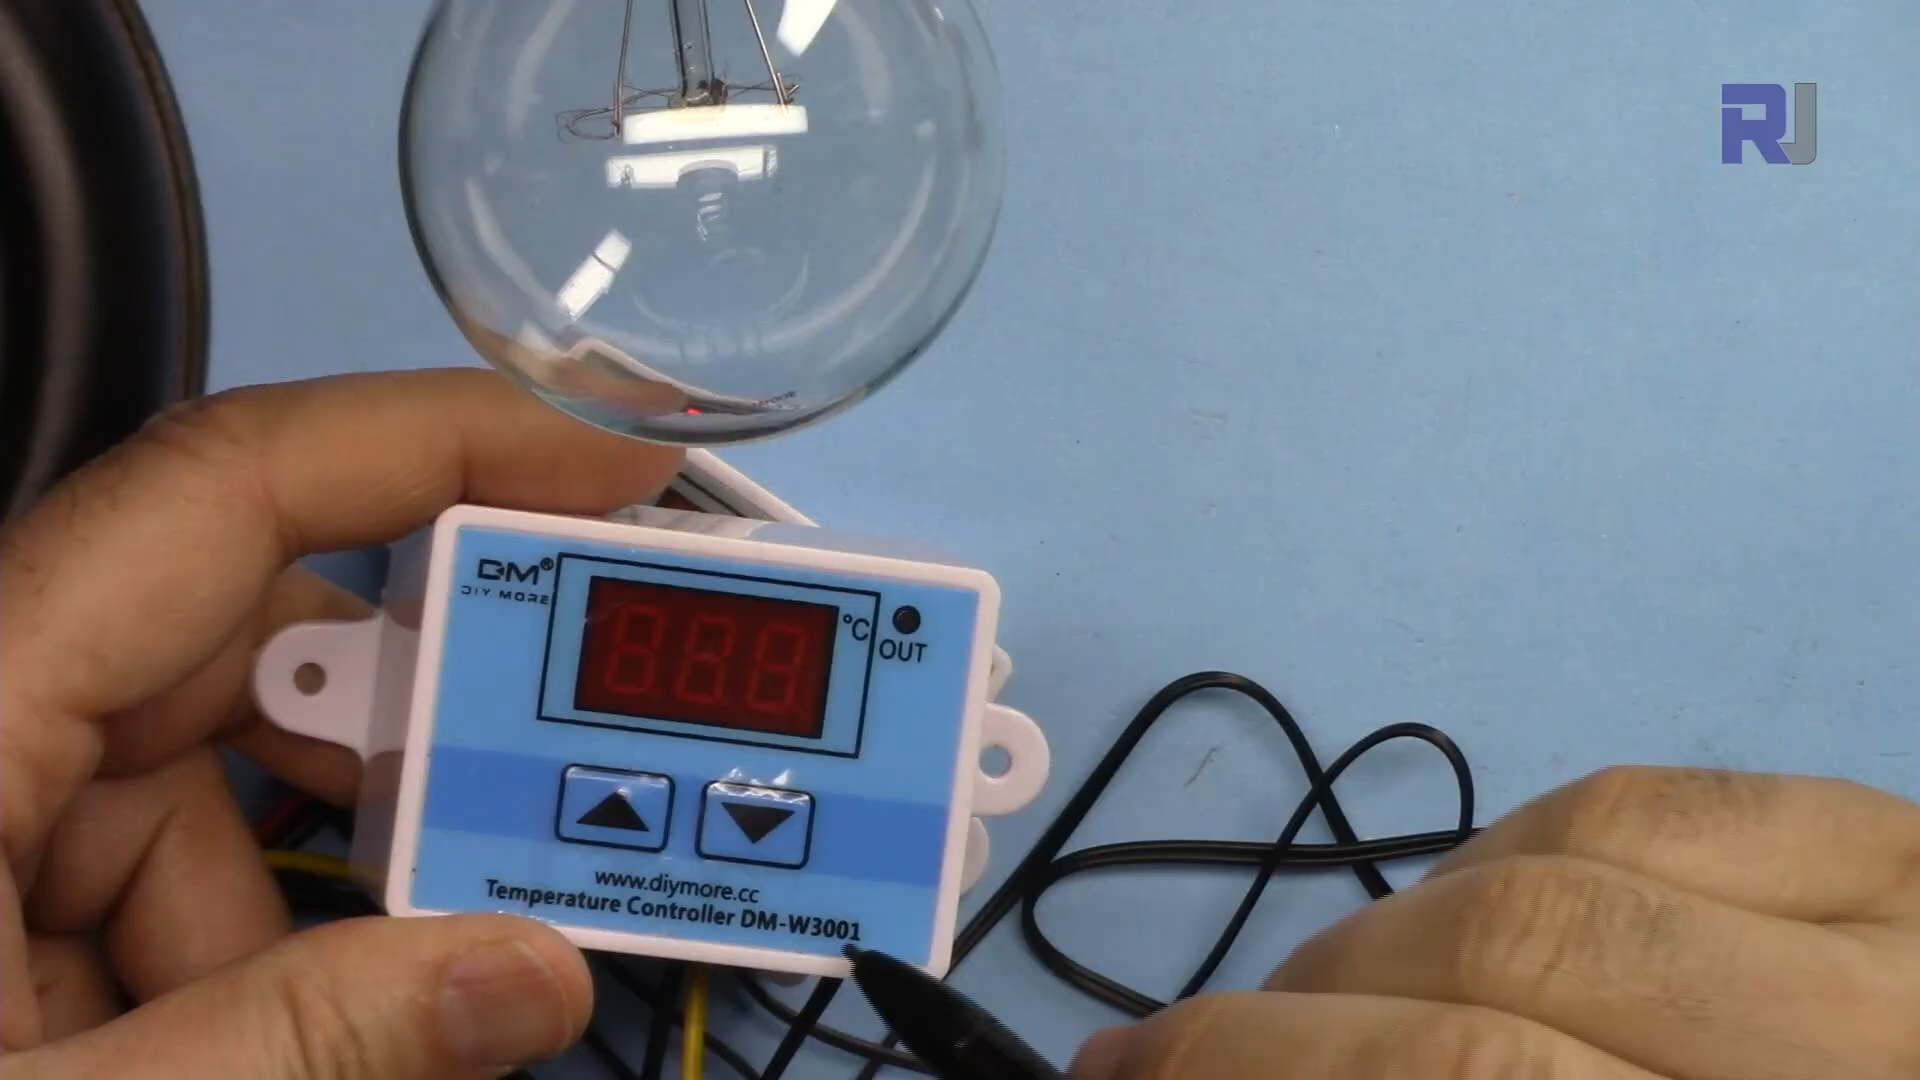 RJ
DM®
DIY MORE
888
°C
OUT
www.diymore.cc
Temperature Controller DM-W3001